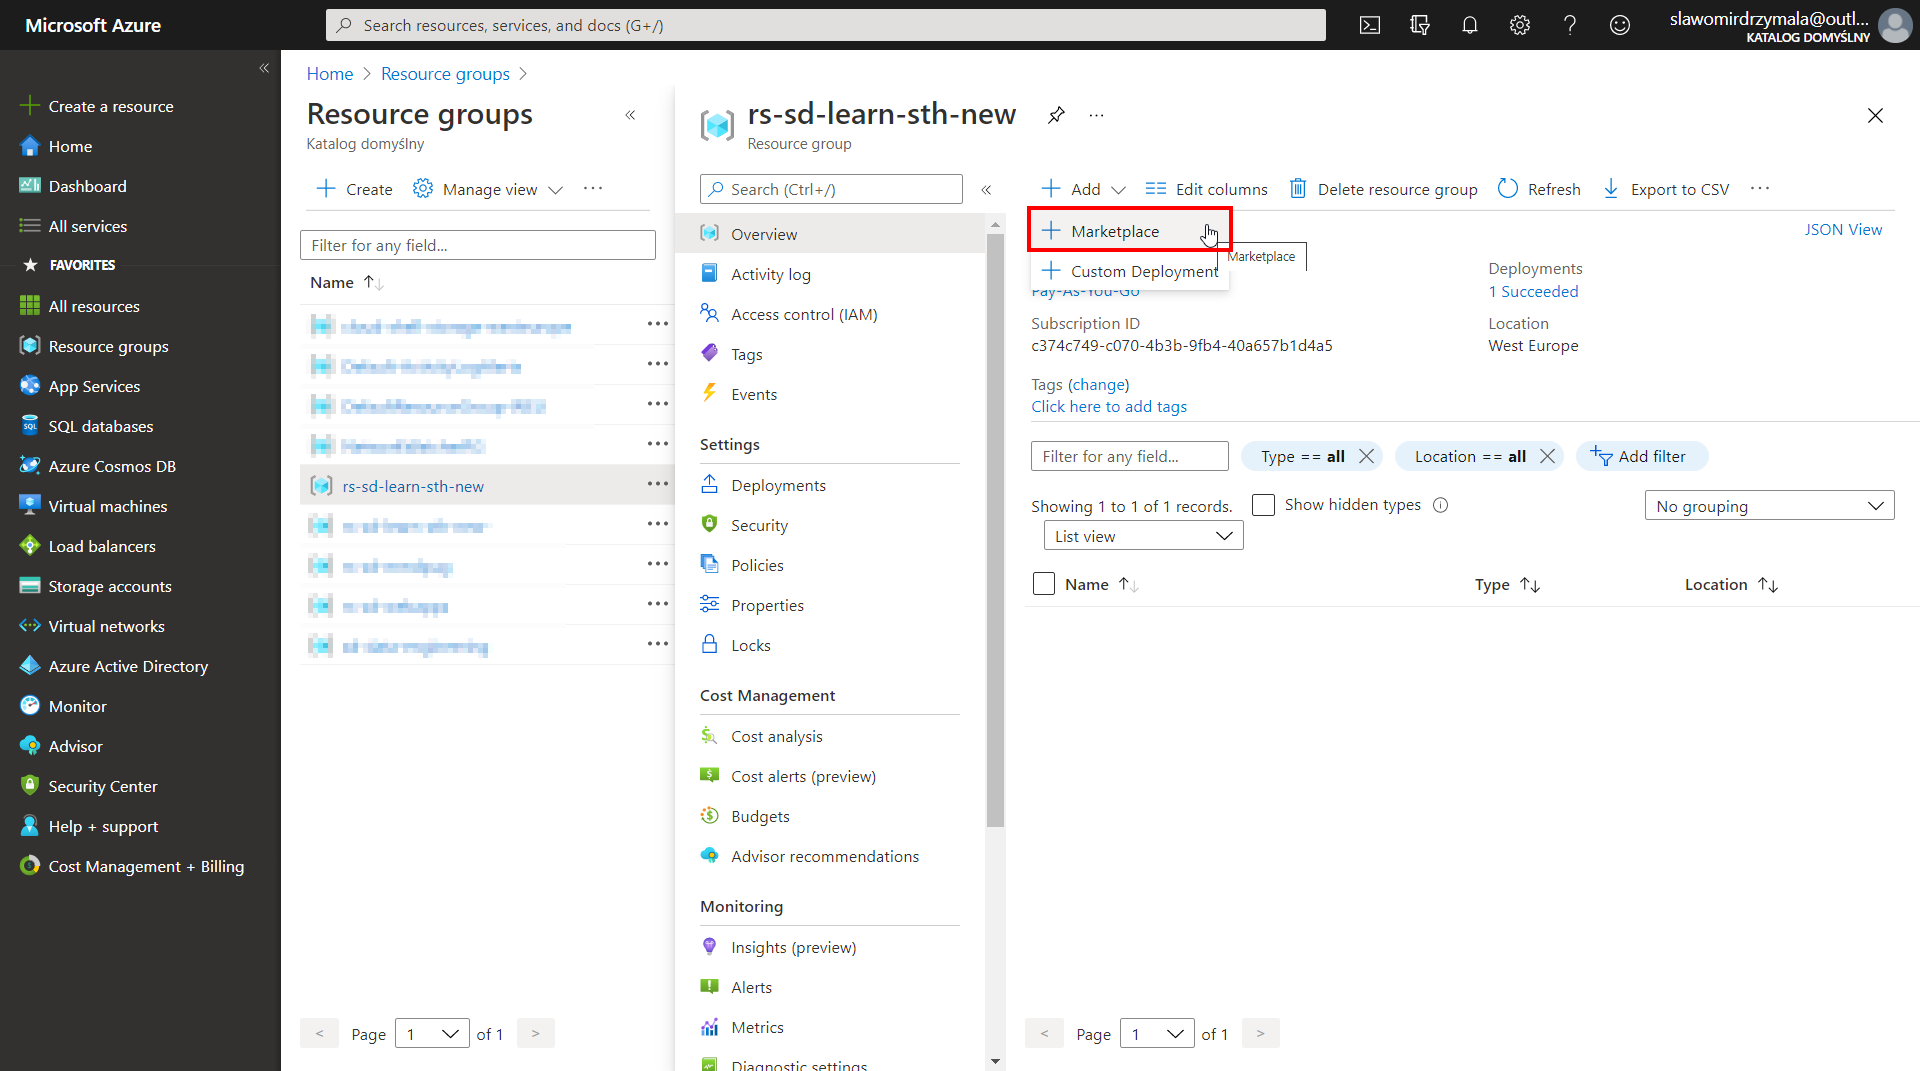 Microsoft Azure
Search resources, services, and docs (G+/)
slawomirdrzymala@outl...
KATALOG DOMYŚLNY
Create a resource
Home
Dashboard
All services
FAVORITES
All resources
Resource groups
App Services
SQL databases
Azure Cosmos DB
Virtual machines
Load balancers
Storage accounts
Virtual networks
Azure Active Directory
Monitor
Advisor
Security Center
Help + support
Cost Management + Billing
Home > Resource groups >
Resource groups
Katalog domyślny
Create
Manage view
Filter for any field...
Name
rs-sd-learn-sth-new
< Page 1 of 1 >
rs-sd-learn-sth-new
Resource group
Search (Ctrl+/)
Overview
Activity log
Access control (IAM)
Tags
Events
Settings
Deployments
Security
Policies
Properties
Locks
Cost Management
Cost analysis
Cost alerts (preview)
Budgets
Advisor recommendations
Monitoring
Insights (preview)
Alerts
Metrics
Diagnostic settings
Add
Edit columns
Delete resource group
Refresh
Export to CSV
Marketplace
Marketplace
Custom Deployment
JSON View
Pay-As-You-Go
Deployments
1 Succeeded
Subscription ID
c374c749-c070-4b3b-9fb4-40a657b1d4a5
Location
West Europe
Tags (change)
Click here to add tags
Filter for any field...
Type == all
Location == all
Add filter
Showing 1 to 1 of 1 records.
Show hidden types
No grouping
List view
Name
Type
Location
< Page 1 of 1 >